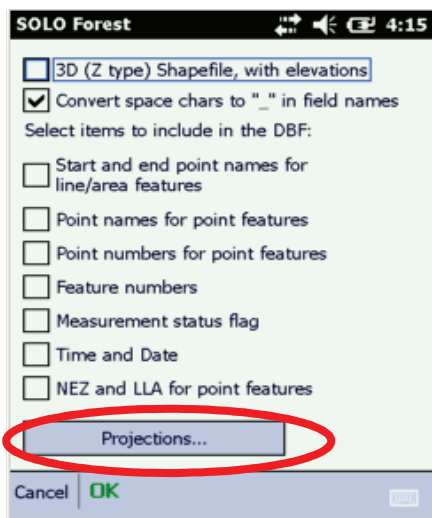 SOLO Forest 4:15
3D (Z type) Shapefile, with elevations
Convert space chars to "_" in field names
Select items to include in the DBF:
Start and end point names for
line/area features
Point names for point features
Point numbers for point features
Feature numbers
Measurement status flag
Time and Date
NEZ and LLA for point features
Projections...
Cancel OK